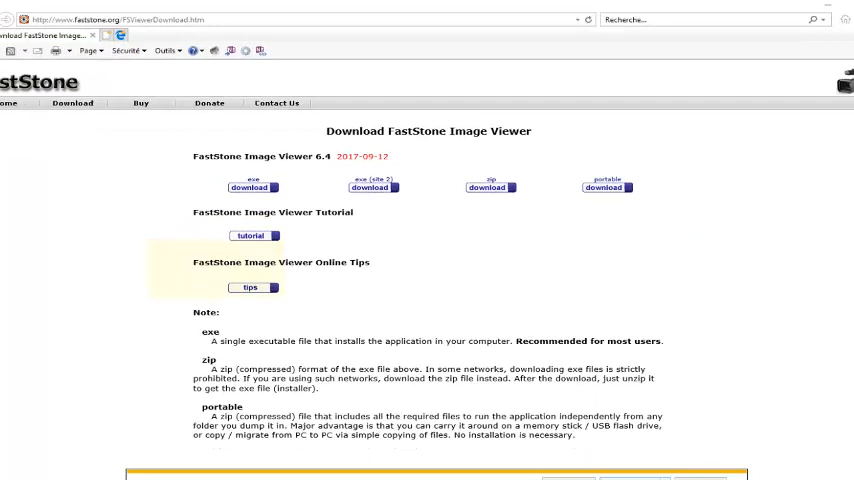 http://www.faststone.org/FSViewerDownload.htm
Recherche...
wnload FastStone Image...
Page
Sécurité
Outils
stStone
ome
Download
Buy
Donate
Contact Us
Download FastStone Image Viewer
FastStone Image Viewer 6.4 2017-09-12
exe
exe (site 2)
zip
portable
download
download
download
download
FastStone Image Viewer Tutorial
tutorial
FastStone Image Viewer Online Tips
tips
Note:
exe
A single executable file that installs the application in your computer. Recommended for most users.
zip
A zip (compressed) format of the exe file above. In some networks, downloading exe files is strictly
prohibited. If you are using such networks, download the zip file instead. After the download, just unzip it
to get the exe file (installer).
portable
A zip (compressed) file that includes all the required files to run the application independently from any
folder you dump it in. Major advantage is that you can carry it around on a memory stick / USB flash drive,
or copy / migrate from PC to PC via simple copying of files. No installation is necessary.